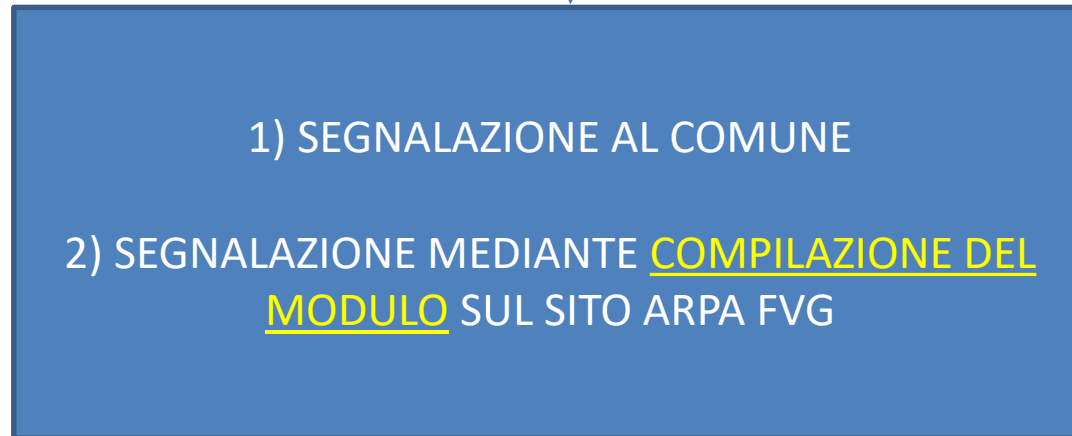 1) SEGNALAZIONE AL COMUNE
2) SEGNALAZIONE MEDIANTE COMPILAZIONE DEL
MODULO SUL SITO ARPA FVG